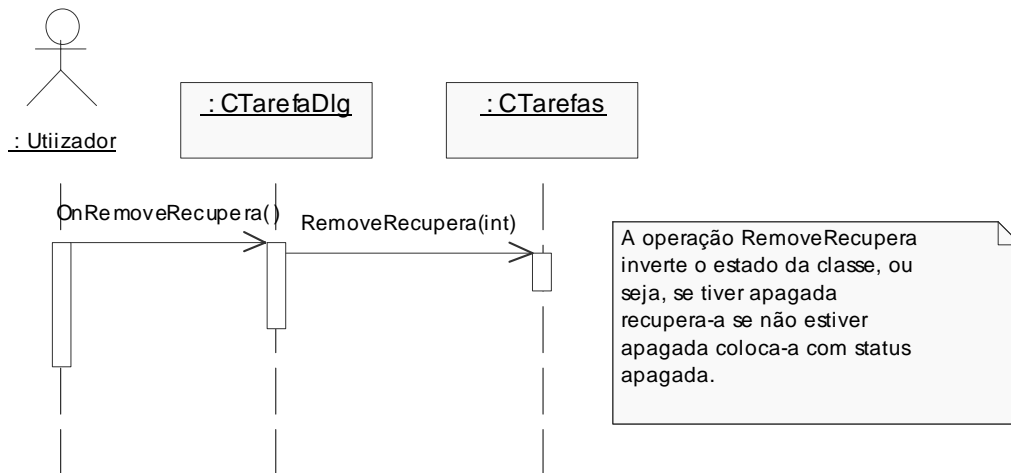 : CTarefaDlg
: CTarefas
: Utiizador
OnRemoveRecupera()
RemoveRecupera(int)
A operação RemoveRecupera
inverte o estado da classe, ou
seja, se tiver apagada
recupera-a se não estiver
apagada coloca-a com status
apagada.